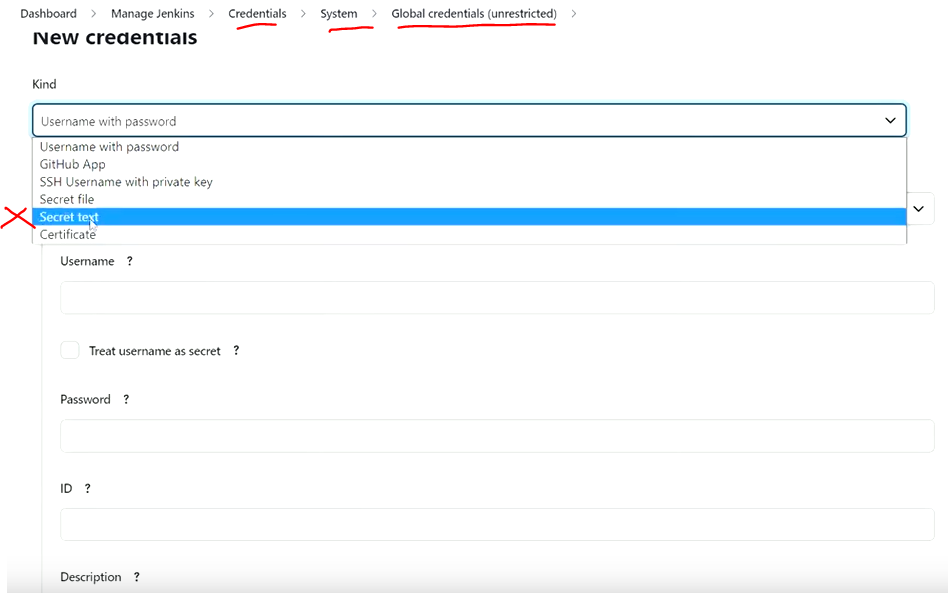 Dashboard > Manage Jenkins > Credentials > System > Global credentials (unrestricted) >
New credentials
Kind
Username with password
Username with password
GitHub App
SSH Username with private key
Secret file
Secret text
Certificate
Username ?
Treat username as secret ?
Password ?
ID ?
Description ?